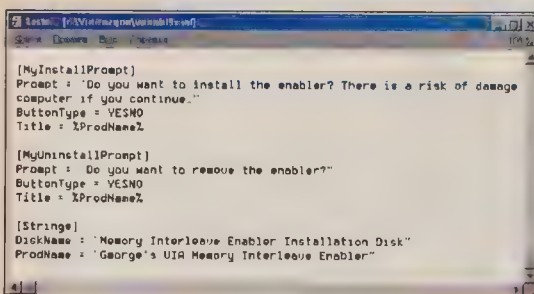 [MyInstallPrompt]
Prompt = "Do you want to install the enabler? There is a risk of damage
computer if you continue."
ButtonType = YESNO
Title = %ProdName%
[MyUninstallPrompt]
Prompt = "Do you want to remove the enabler?"
ButtonType = YESNO
Title = %ProdName%
[Strings]
DiskName = "Memory Interleave Enabler Installation Disk"
ProdName = "George's VIA Memory Interleave Enabler"